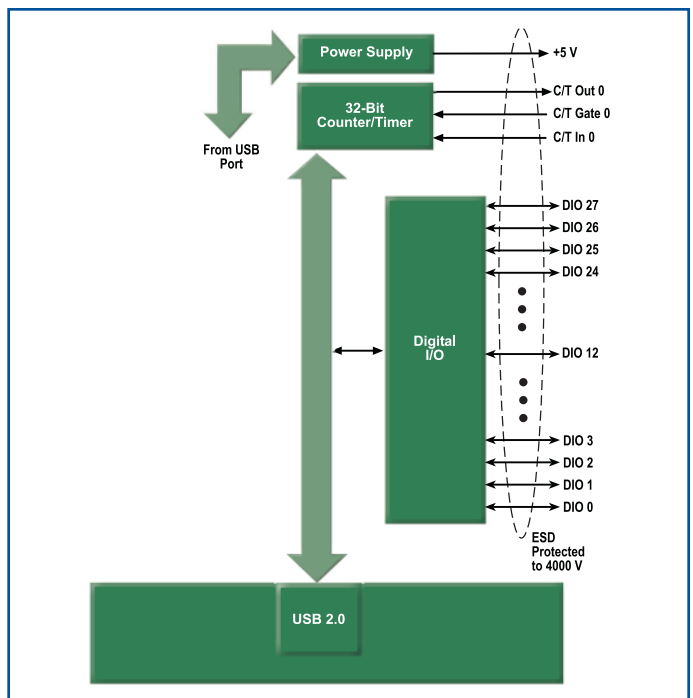 Power Supply
+5 V
32-Bit
Counter/Timer
C/T Out 0
C/T Gate 0
C/T In 0
From USB
Port
DIO 27
DIO 26
DIO 25
DIO 24
Digital
I/O
DIO 12
DIO 3
DIO 2
DIO 1
DIO 0
ESD
Protected
to 4000 V
USB 2.0